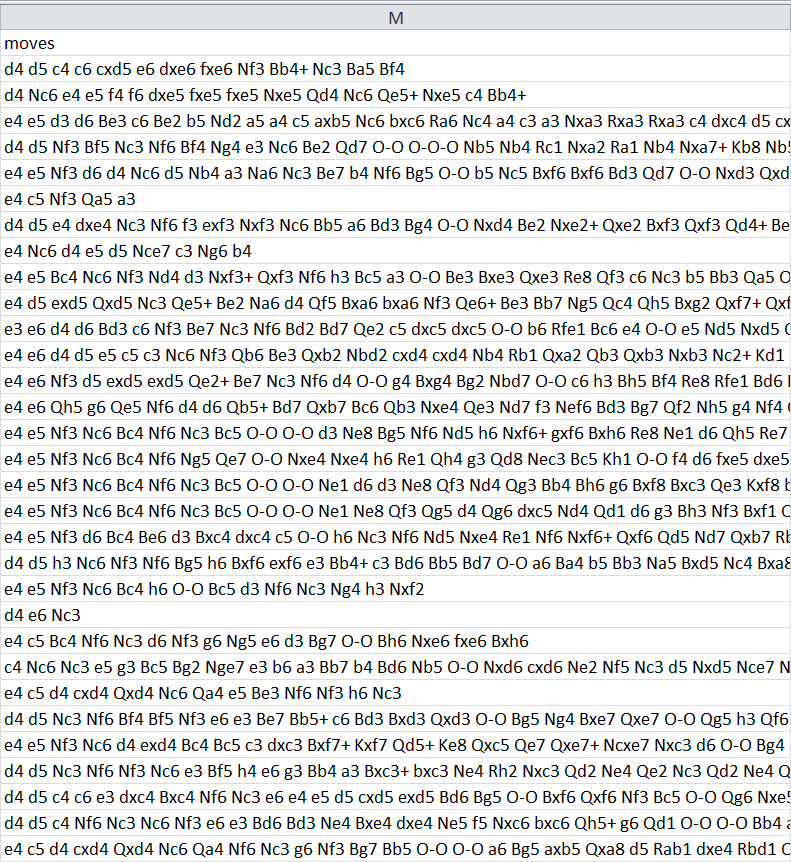 M
moves
d4 d5 c4 c6 cxd5 e6 dxe6 fxe6 Nf3 Bb4+ Nc3 Ba5 Bf4
d4 Nc6 e4 e5 f4 f6 dxe5 fxe5 fxe5 Nxe5 Qd4 Nc6 Qe5+ Nxe5 c4 Bb4+
e4 e5 d3 d6 Be3 c6 Be2 b5 Nd2 a5 a4 c5 axb5 Nc6 bxc6 Ra6 Nc4 a4 c3 a3 Nxa3 Rxa3 Rxa3 c4 dxc4 d5 cx
d4 d5 Nf3 Bf5 Nc3 Nf6 Bf4 Ng4 e3 Nc6 Be2 Qd7 O-O O-O-O Nb5 Nb4 Rc1 Nxa2 Ra1 Nb4 Nxa7+ Kb8 Nb5
e4 e5 Nf3 d6 d4 Nc6 d5 Nb4 a3 Na6 Nc3 Be7 b4 Nf6 Bg5 O-O b5 Nc5 Bxf6 Bxf6 Bd3 Qd7 O-O Nxd3 Qxd
e4 c5 Nf3 Qa5 a3
d4 d5 e4 dxe4 Nc3 Nf6 f3 exf3 Nxf3 Nc6 Bb5 a6 Bd3 Bg4 O-O Nxd4 Be2 Nxe2+ Qxe2 Bxf3 Qxf3 Qd4+ Be
e4 Nc6 d4 e5 d5 Nce7 c3 Ng6 b4
e4 e5 Bc4 Nc6 Nf3 Nd4 d3 Nxf3+ Qxf3 Nf6 h3 Bc5 a3 O-O Be3 Bxe3 Qxe3 Re8 Qf3 c6 Nc3 b5 Bb3 Qa5 O
e4 d5 exd5 Qxd5 Nc3 Qe5+ Be2 Na6 d4 Qf5 Bxa6 bxa6 Nf3 Qe6+ Be3 Bb7 Ng5 Qc4 Qh5 Bxg2 Qxf7+ Qxf
e3 e6 d4 d6 Bd3 c6 Nf3 Be7 Nc3 Nf6 Bd2 Bd7 Qe2 c5 dxc5 dxc5 O-O b6 Rfe1 Bc6 e4 O-O e5 Nd5 Nxd5 C
e4 e6 d4 d5 e5 c5 c3 Nc6 Nf3 Qb6 Be3 Qxb2 Nbd2 cxd4 cxd4 Nb4 Rb1 Qxa2 Qb3 Qxb3 Nxb3 Nc2+ Kd1
e4 e6 Nf3 d5 exd5 exd5 Qe2+ Be7 Nc3 Nf6 d4 O-O g4 Bxg4 Bg2 Nbd7 O-O c6 h3 Bh5 Bf4 Re8 Rfe1 Bd6
e4 e6 Qh5 g6 Qe5 Nf6 d4 d6 Qb5+ Bd7 Qxb7 Bc6 Qb3 Nxe4 Qe3 Nd7 f3 Nef6 Bd3 Bg7 Qf2 Nh5 g4 Nf4
e4 e5 Nf3 Nc6 Bc4 Nf6 Nc3 Bc5 O-O O-O d3 Ne8 Bg5 Nf6 Nd5 h6 Nxf6+ gxf6 Bxh6 Re8 Ne1 d6 Qh5 Re7
e4 e5 Nf3 Nc6 Bc4 Nf6 Ng5 Qe7 O-O Nxe4 Nxe4 h6 Re1 Qh4 g3 Qd8 Nec3 Bc5 Kh1 O-O f4 d6 fxe5 dxe5
e4 e5 Nf3 Nc6 Bc4 Nf6 Nc3 Bc5 O-O O-O Ne1 d6 d3 Ne8 Qf3 Nd4 Qg3 Bb4 Bh6 g6 Bxf8 Bxc3 Qe3 Kxf8 b
e4 e5 Nf3 Nc6 Bc4 Nf6 Nc3 Bc5 O-O O-O Ne1 Ne8 Qf3 Qg5 d4 Qg6 dxc5 Nd4 Qd1 d6 g3 Bh3 Nf3 Bxf1
e4 e5 Nf3 d6 Bc4 Be6 d3 Bxc4 dxc4 c5 O-O h6 Nc3 Nf6 Nd5 Nxe4 Re1 Nf6 Nxf6+ Qxf6 Qd5 Nd7 Qxb7 Rb
d4 d5 h3 Nc6 Nf3 Nf6 Bg5 h6 Bxf6 exf6 e3 Bb4+ c3 Bd6 Bb5 Bd7 O-O a6 Ba4 b5 Bb3 Na5 Bxd5 Nc4 Bxa8
e4 e5 Nf3 Nc6 Bc4 h6 O-O Bc5 d3 Nf6 Nc3 Ng4 h3 Nxf2
d4 e6 Nc3
e4 c5 Bc4 Nf6 Nc3 d6 Nf3 g6 Ng5 e6 d3 Bg7 O-O Bh6 Nxe6 fxe6 Bxh6
c4 Nc6 Nc3 e5 g3 Bc5 Bg2 Nge7 e3 b6 a3 Bb7 b4 Bd6 Nb5 O-O Nxd6 cxd6 Ne2 Nf5 Nc3 d5 Nxd5 Nce7 N
e4 c5 d4 cxd4 Qxd4 Nc6 Qa4 e5 Be3 Nf6 Nf3 h6 Nc3
d4 d5 Nc3 Nf6 Bf4 Bf5 Nf3 e6 e3 Be7 Bb5+ c6 Bd3 Bxd3 Qxd3 O-O Bg5 Ng4 Bxe7 Qxe7 O-O Qg5 h3 Qf6
e4 e5 Nf3 Nc6 d4 exd4 Bc4 Bc5 c3 dxc3 Bxf7+ Kxf7 Qd5+ Ke8 Qxc5 Qe7 Qxe7+ Ncxe7 Nxc3 d6 O-O Bg4
d4 d5 Nc3 Nf6 Nf3 Nc6 e3 Bf5 h4 e6 g3 Bb4 a3 Bxc3+ bxc3 Ne4 Rh2 Nxc3 Qd2 Ne4 Qe2 Nc3 Qd2 Ne4 Q
d4 d5 c4 c6 e3 dxc4 Bxc4 Nf6 Nc3 e6 e4 e5 d5 cxd5 exd5 Bd6 Bg5 O-O Bxf6 Qxf6 Nf3 Bc5 O-O Qg6 Nxe5
d4 d5 c4 Nf6 Nc3 Nc6 Nf3 e6 e3 Bd6 Bd3 Ne4 Bxe4 dxe4 Ne5 f5 Nxc6 bxc6 Qh5+ g6 Qd1 O-O O-O Bb4 a
e4 c5 d4 cxd4 Qxd4 Nc6 Qa4 Nf6 Nc3 g6 Nf3 Bg7 Bb5 O-O O-O a6 Bg5 axb5 Qxa8 d5 Rab1 dxe4 Rbd1